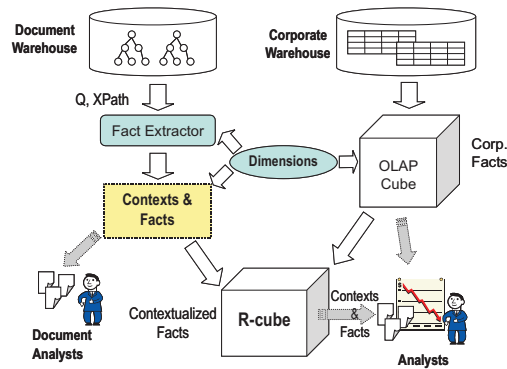 Document
Warehouse
Corporate
Warehouse
Q, XPath
Fact Extractor
Dimensions
OLAP
Cube
Corp.
Facts
Contexts &
Facts
Document
Analysts
Contextualized
Facts
R-cube
Contexts
&
Facts
$
Analysts